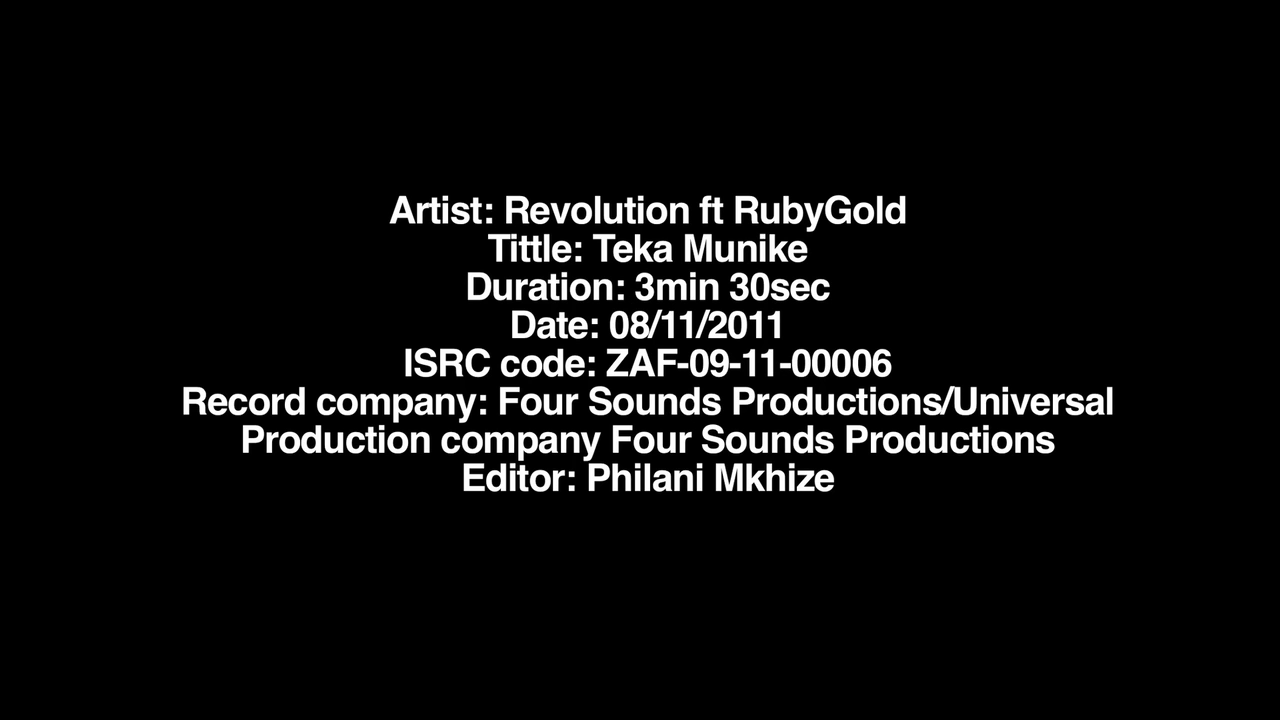 Artist: Revolution ft RubyGold
Tittle: Teka Munike
Duration: 3min 30sec
Date: 08/11/2011
ISRC code: ZAF-09-11-00006
Record company: Four Sounds Productions/Universal
Production company Four Sounds Productions
Editor: Philani Mkhize